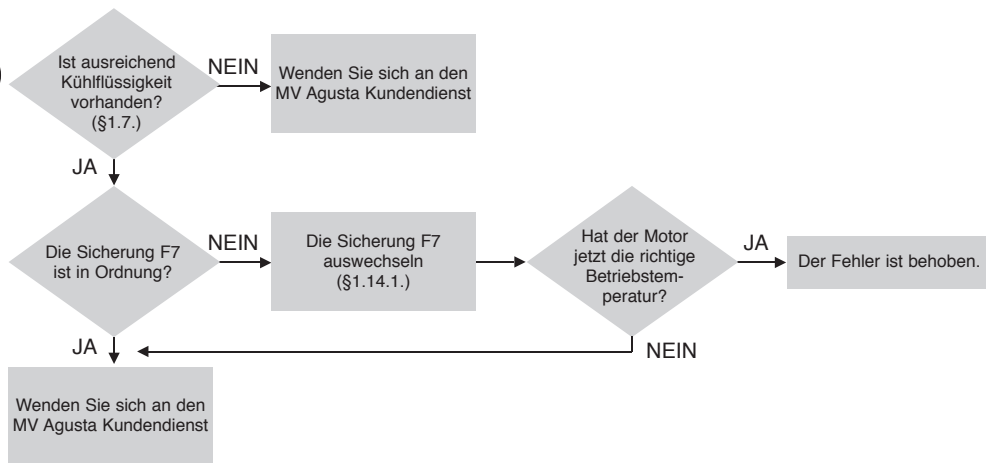 Ist ausreichend
Kühlflüssigkeit
vorhanden?
(§1.7.)
NEIN
Wenden Sie sich an den
MV Agusta Kundendienst
JA
Die Sicherung F7
ist in Ordnung?
NEIN
Die Sicherung F7
auswechseln
(§1.14.1.)
Hat der Motor
jetzt die richtige
Betriebstem-
peratur?
JA
Der Fehler ist behoben.
NEIN
JA
Wenden Sie sich an den
MV Agusta Kundendienst